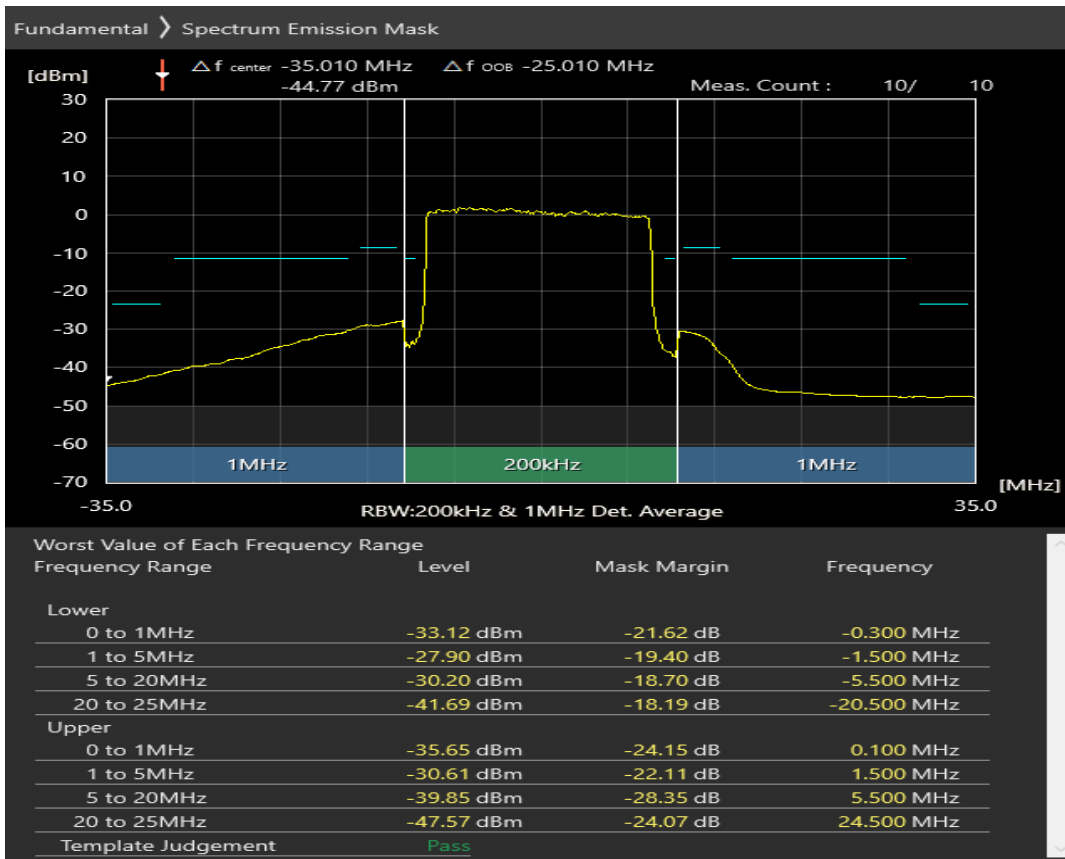 Fundamental ❯ Spectrum Emission Mask
[dBm] △f center -35.010 MHz △f OOB -25.010 MHz
-44.77 dBm Meas. Count : 10/ 10
30
20
10
0
-10
-20
-30
-40
-50
-60
1MHz 200kHz 1MHz
-70
[MHz]
-35.0 RBW:200kHz & 1MHz Det. Average 35.0
Worst Value of Each Frequency Range
Frequency Range Level Mask Margin Frequency
Lower
0 to 1MHz -33.12 dBm -21.62 dB -0.300 MHz
1 to 5MHz -27.90 dBm -19.40 dB -1.500 MHz
5 to 20MHz -30.20 dBm -18.70 dB -5.500 MHz
20 to 25MHz -41.69 dBm -18.19 dB -20.500 MHz
Upper
0 to 1MHz -35.65 dBm -24.15 dB 0.100 MHz
1 to 5MHz -30.61 dBm -22.11 dB 1.500 MHz
5 to 20MHz -39.85 dBm -28.35 dB 5.500 MHz
20 to 25MHz -47.57 dBm -24.07 dB 24.500 MHz
Template Judgement Pass